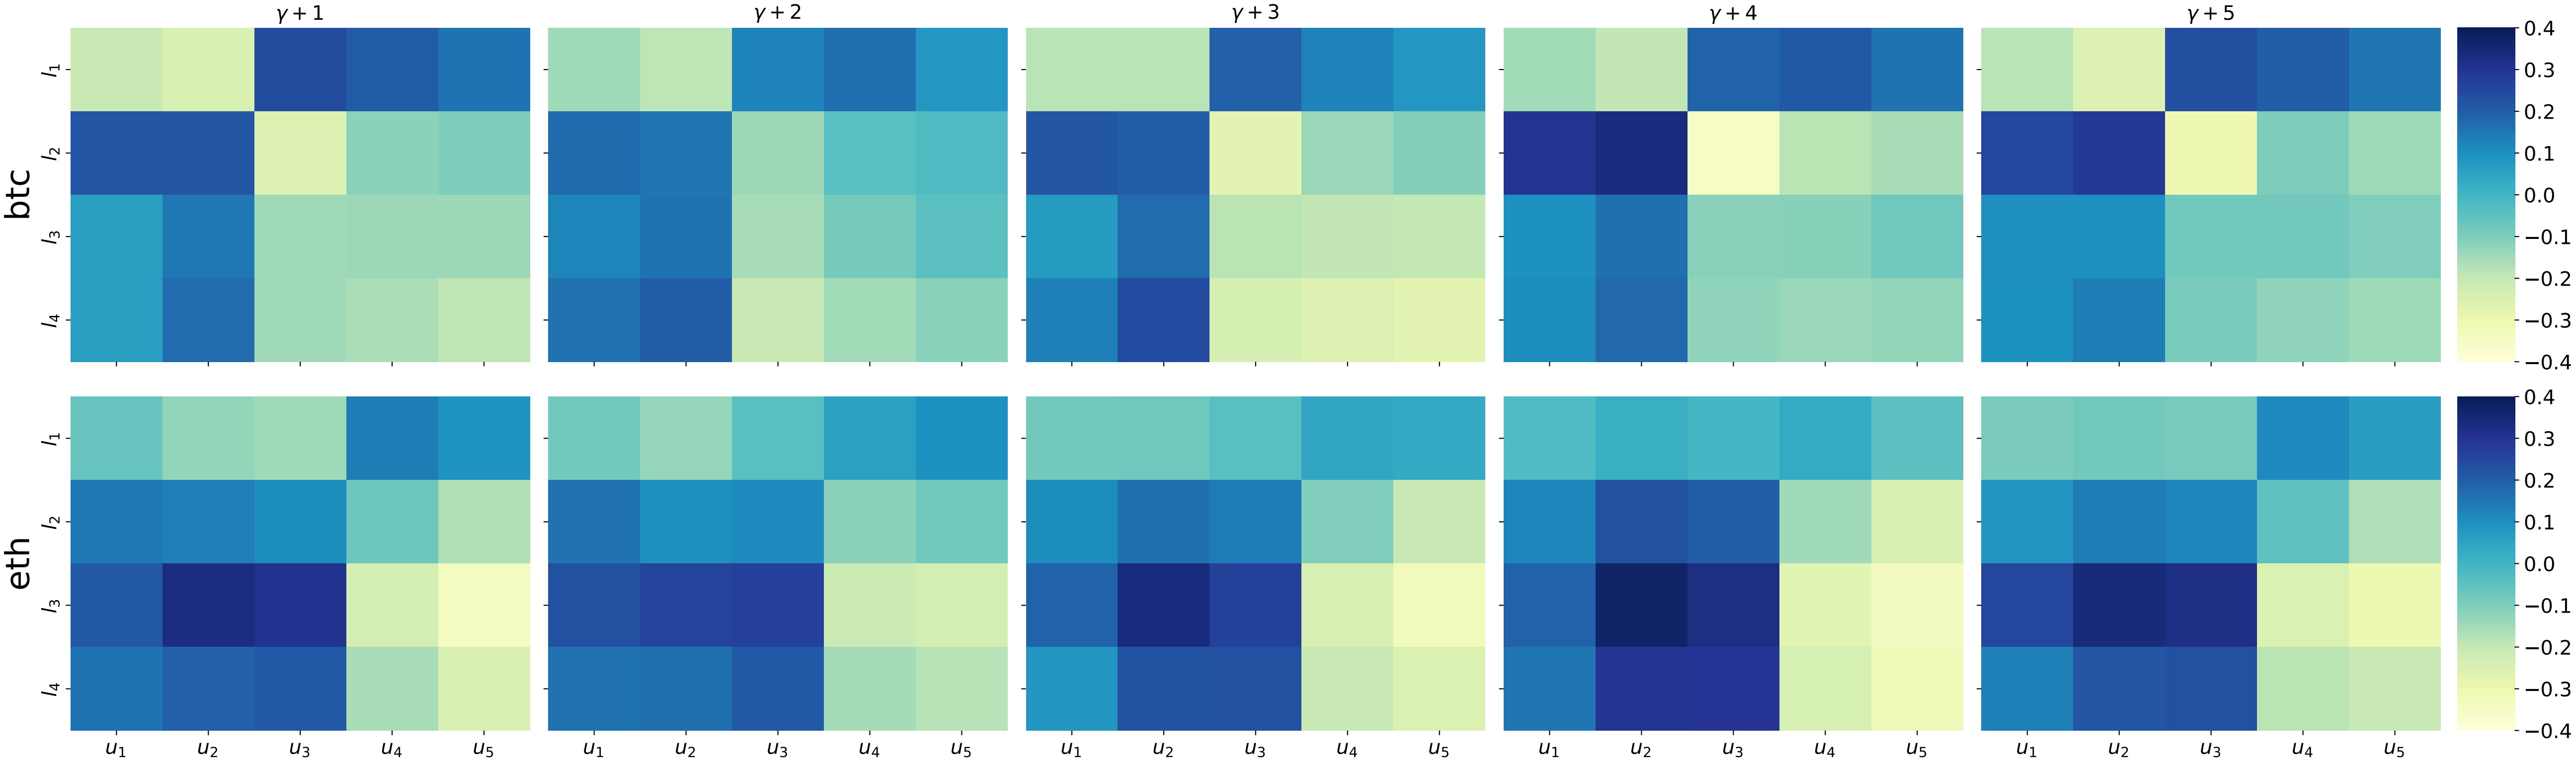 γ + 1
γ + 2
γ + 3
γ + 4
γ + 5
btc
l₁
l₂
l₃
l₄
0.4
0.3
0.2
0.1
0.0
−0.1
−0.2
−0.3
−0.4
eth
l₁
l₂
l₃
l₄
0.4
0.3
0.2
0.1
0.0
−0.1
−0.2
−0.3
−0.4
u₁ u₂ u₃ u₄ u₅
u₁ u₂ u₃ u₄ u₅
u₁ u₂ u₃ u₄ u₅
u₁ u₂ u₃ u₄ u₅
u₁ u₂ u₃ u₄ u₅